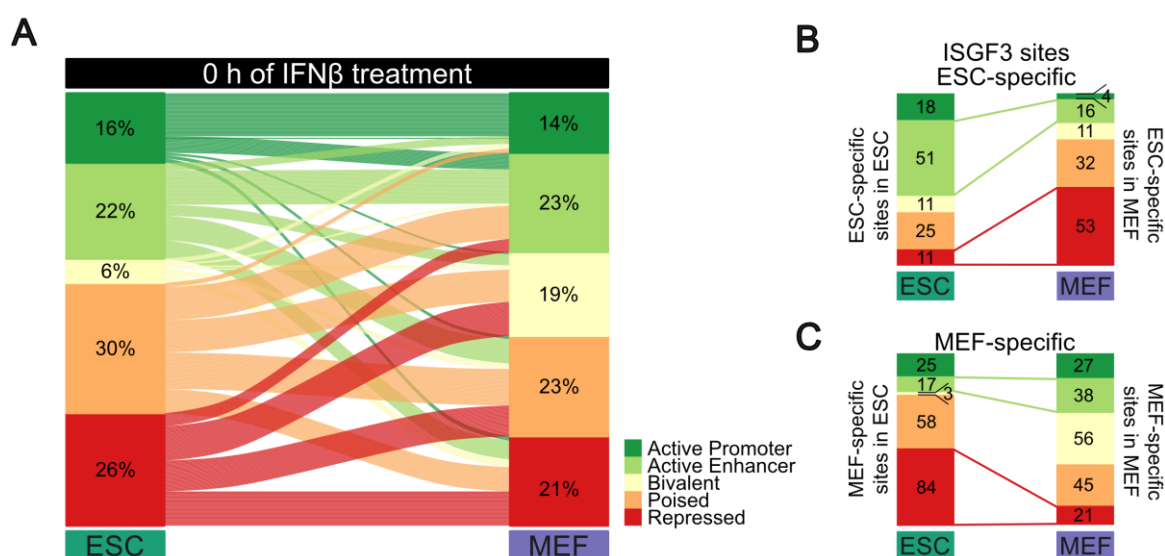 A
0 h of IFNβ treatment
16%
22%
6%
30%
26%
14%
23%
19%
23%
21%
ESC
MEF
Active Promoter
Active Enhancer
Bivalent
Poised
Repressed
B
ISGF3 sites
ESC-specific
ESC-specific
sites in ESC
18
51
11
25
11
4
16
11
32
53
ESC-specific
sites in MEF
ESC
MEF
C
MEF-specific
MEF-specific
sites in ESC
25
17
3
58
84
27
38
56
45
21
MEF-specific
sites in MEF
ESC
MEF